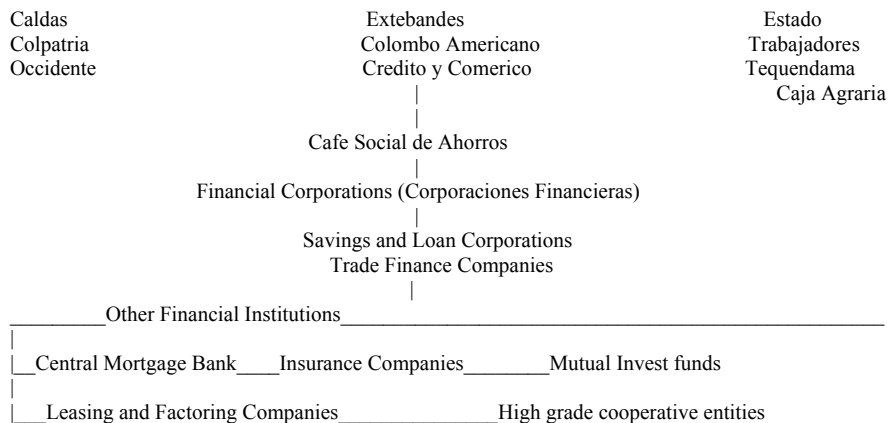 Caldas Extebandes Estado
Colpatria Colombo Americano Trabajadores
Occidente Credito y Comerico Tequendama
Caja Agraria
Cafe Social de Ahorros
Financial Corporations (Corporaciones Financieras)
Savings and Loan Corporations
Trade Finance Companies
Other Financial Institutions
Central Mortgage Bank Insurance Companies Mutual Invest funds
Leasing and Factoring Companies High grade cooperative entities